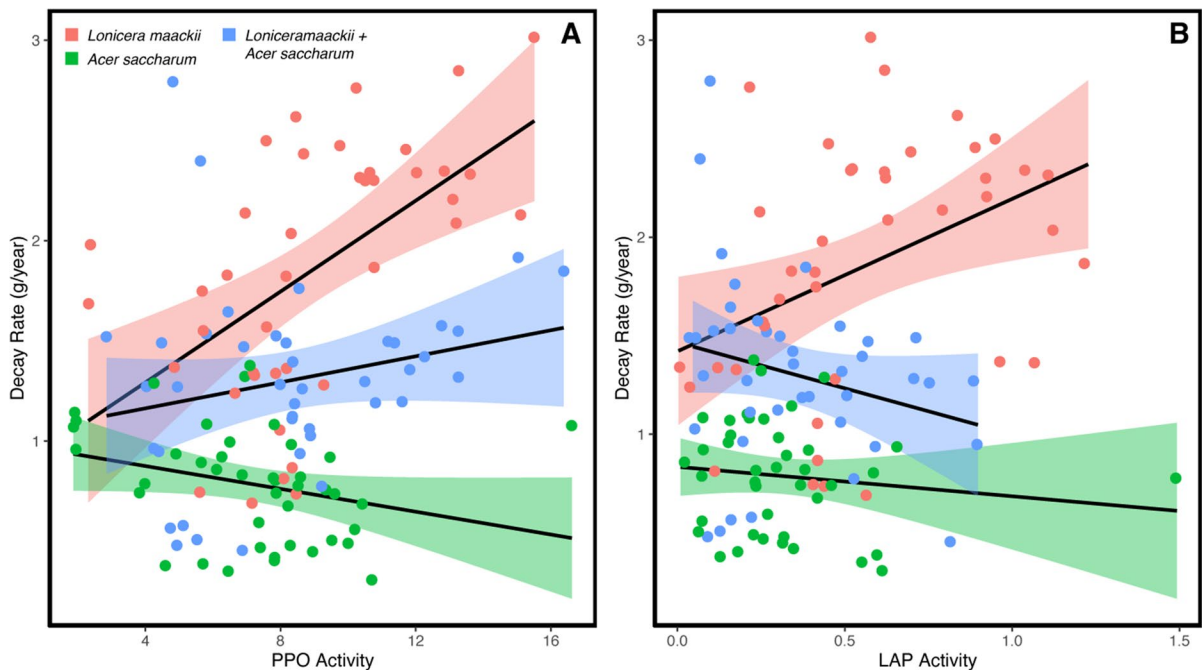 A
Lonicera maackii
Acer saccharum
Loniceramaackii +
Acer saccharum
3
2
1
Decay Rate (g/year)
4
8
12
16
PPO Activity
B
3
2
1
Decay Rate (g/year)
0.0
0.5
1.0
1.5
LAP Activity